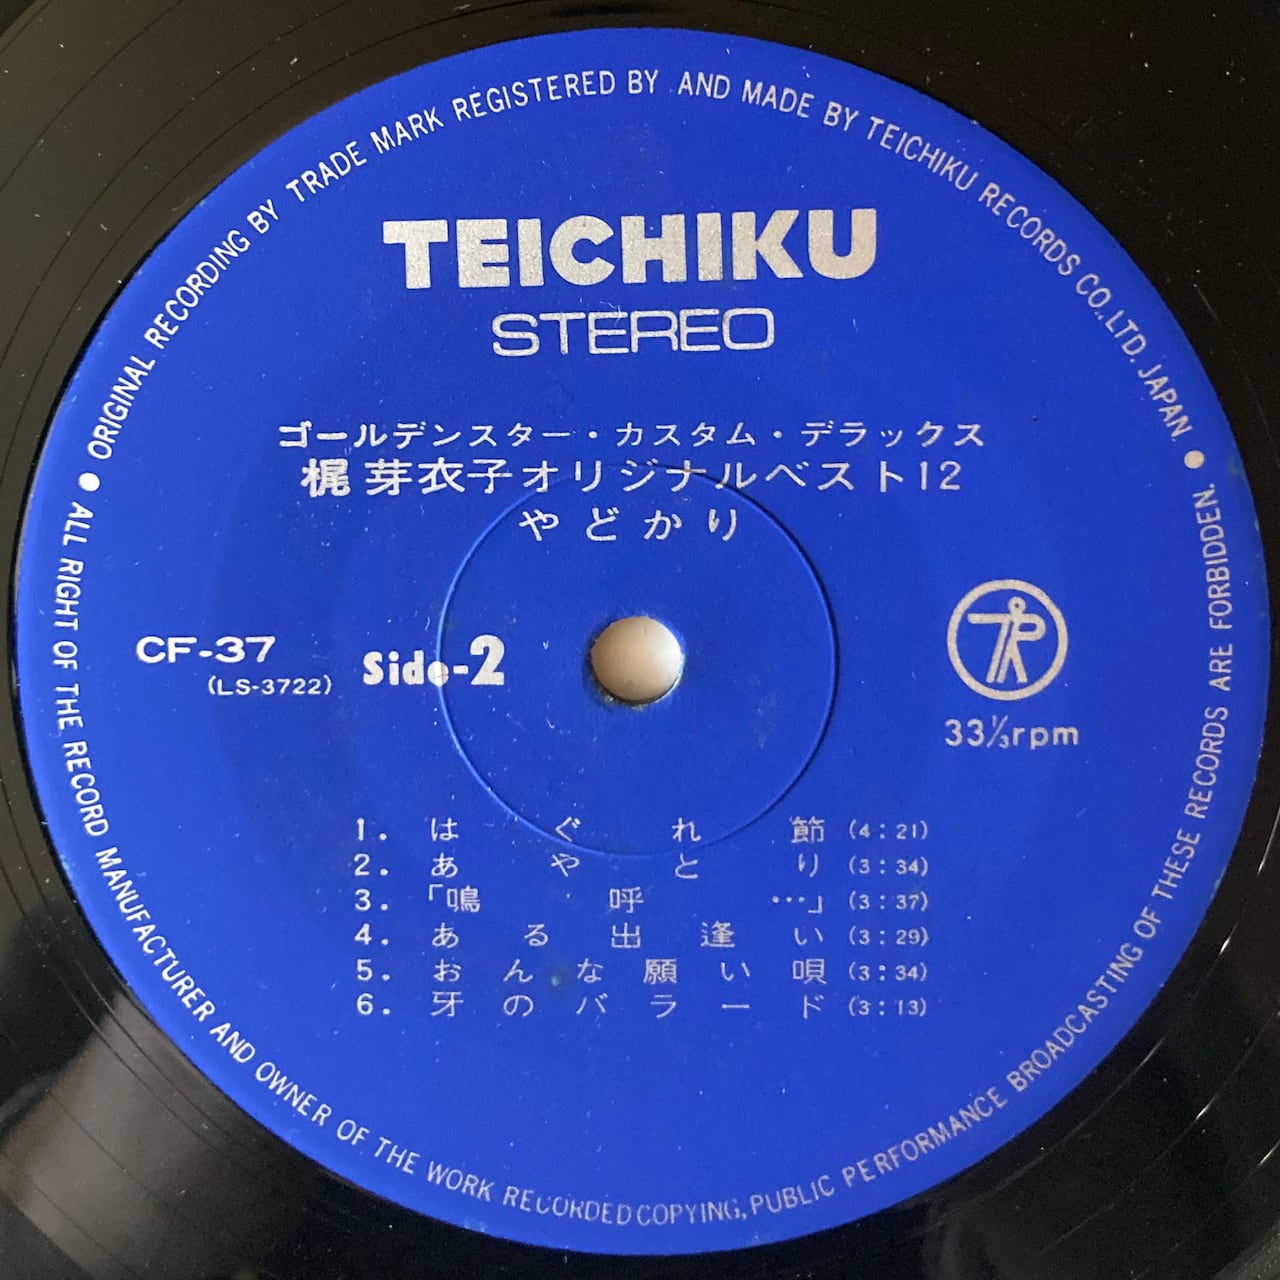 ORIGINAL RECORDING BY TRADE MARK REGISTERED BY AND MADE BY TEICHIKU RECORDS CO.,LTD. JAPAN.
TEICHIKU
STEREO
ゴールデンスター・カスタム・デラックス
梶芽衣子オリジナルベスト12
やどかり
CF-37
(LS-3722)
Side-2
33⅓rpm
1. はぐれ節 (4:21)
2. あやとり (3:34)
3. 「鳴呼…」 (3:37)
4. ある出逢い (3:29)
5. おんな願い唄 (3:34)
6. 牙のバラード (3:13)
ALL RIGHT OF THE RECORD MANUFACTURER AND OWNER OF THE WORK RECORDED COPYING, PUBLIC PERFORMANCE BROADCASTING OF THESE RECORDS ARE FORBIDDEN.